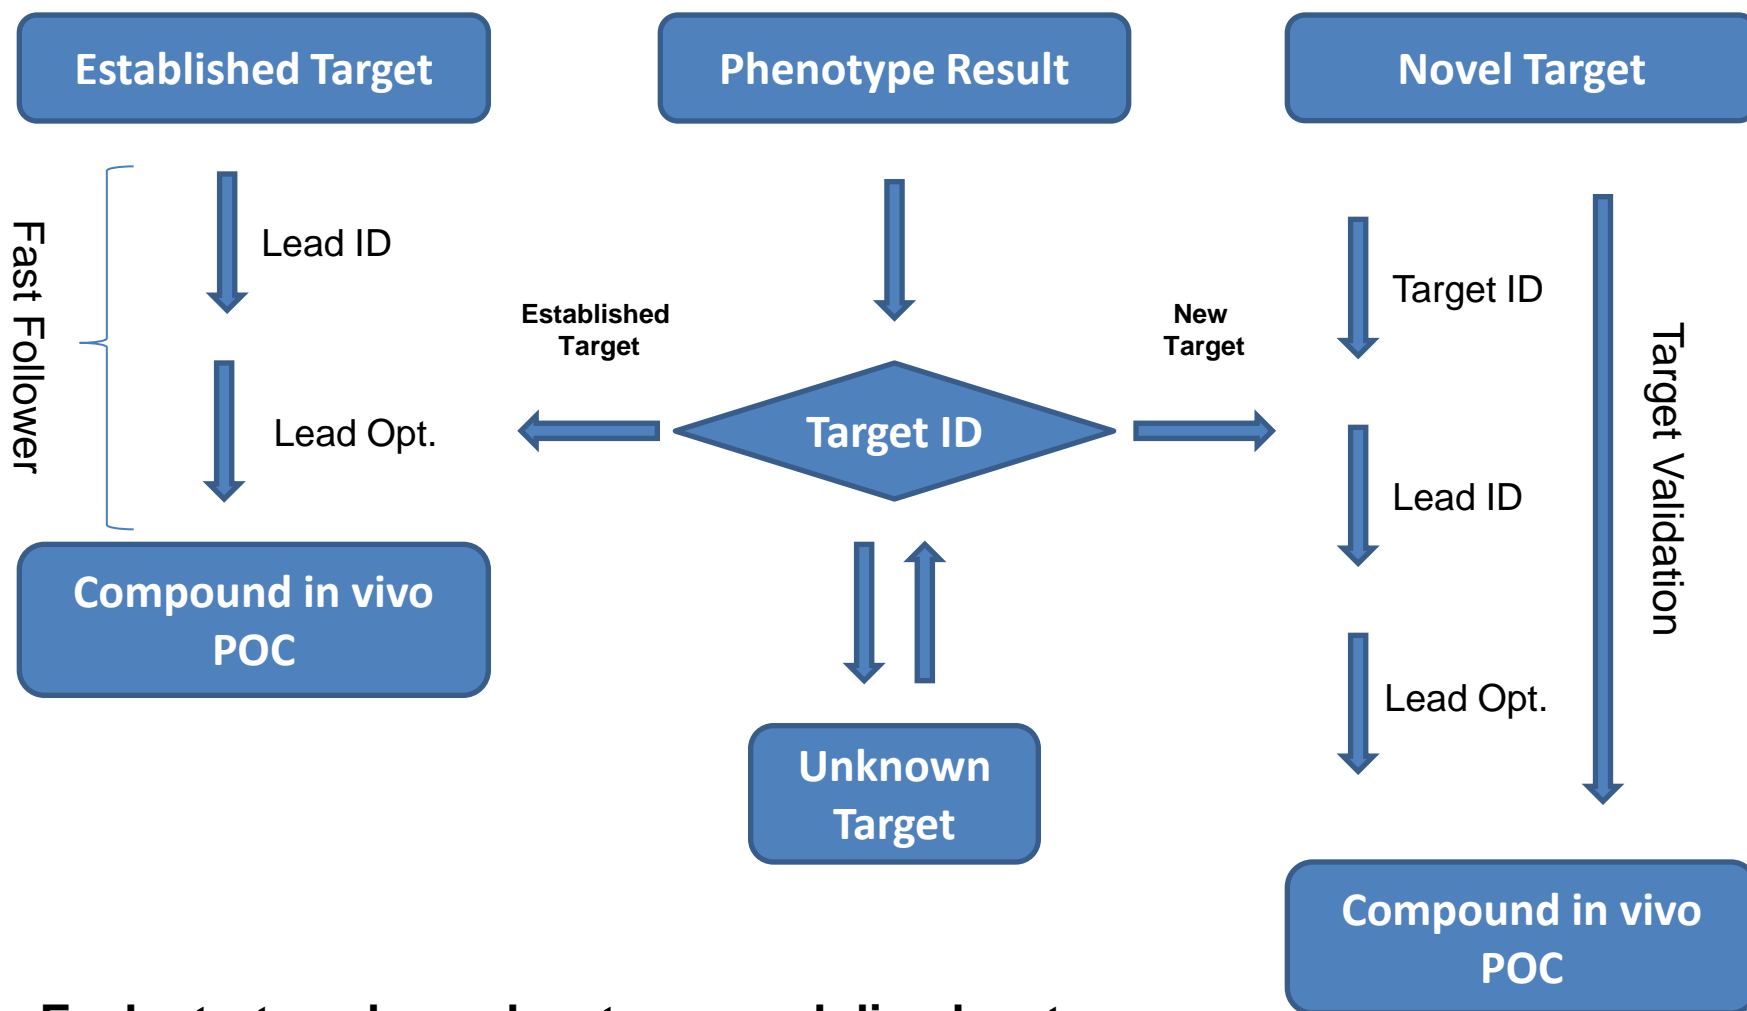 Established Target
Phenotype Result
Novel Target
Fast Follower
Lead ID
Lead Opt.
Compound in vivo
POC
Established
Target
Target ID
New
Target
Unknown
Target
Target ID
Lead ID
Lead Opt.
Target Validation
Compound in vivo
POC